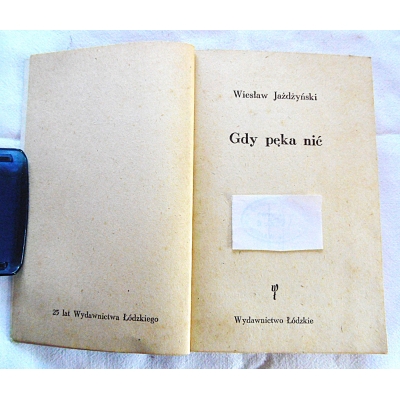 25 lat Wydawnictwa Łódzkiego
Wiesław Jażdżyński
Gdy pęka nić
Wydawnictwo Łódzkie